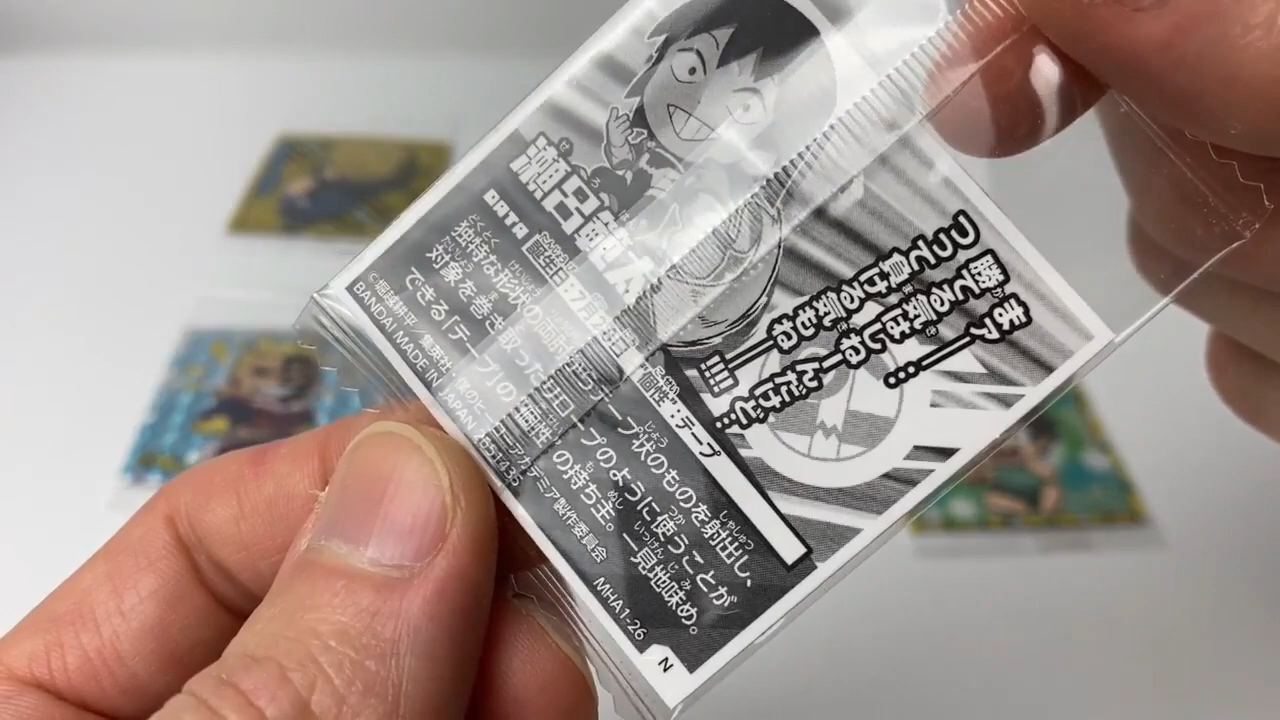 まァー…
勝てる気はしねーんだけど…
つって負ける気もねーー!!!!
瀬呂範太
DATA 誕生日 7月28日 "個性":テープ
独特な形状の両肘からテープ状のものを射出し、
対象を巻き取ったりロープのように使うことが
できる「テープ」の"個性"の持ち主。一見地味め。
©堀越耕平/集英社・僕のヒーローアカデミア製作委員会
BANDAI MADE IN JAPAN MHA1-26
N